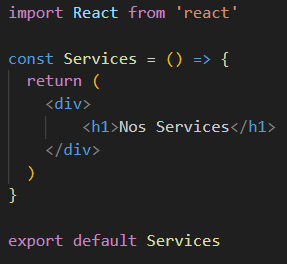 import React from 'react'
const Services = () => {
return (
<div>
<h1>Nos Services</h1>
</div>
)
}
export default Services